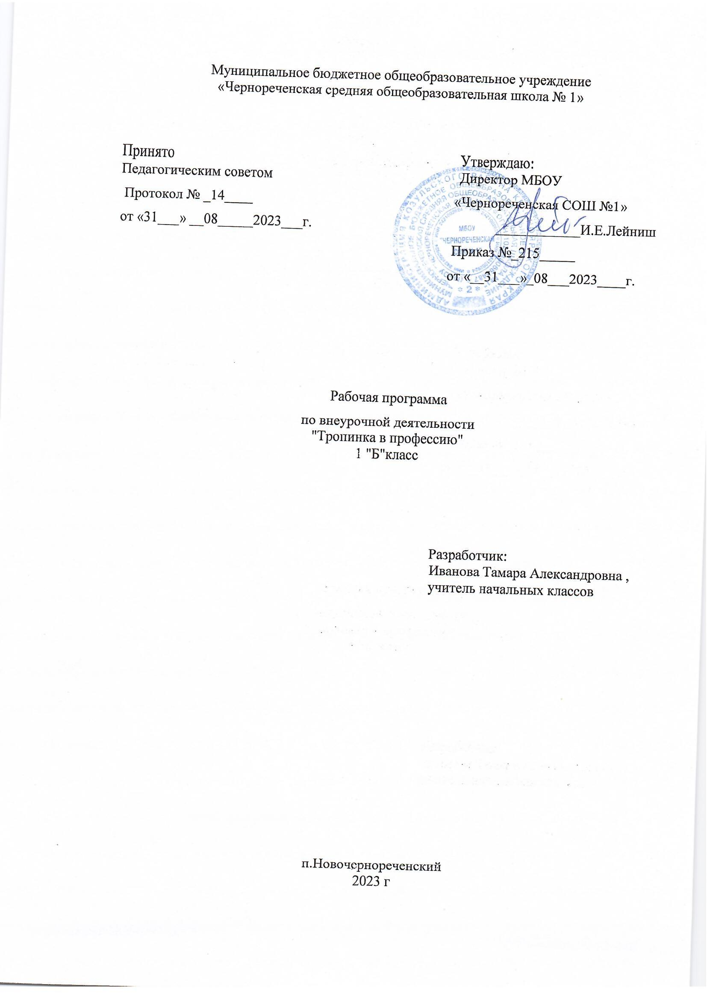 Муниципальное бюджетное общеобразовательное учреждение
«Чернореченская средняя общеобразовательная школа № 1»
Принято
Педагогическим советом
Протокол № _14____
от «31___» __08_____2023___г.
Утверждаю:
Директор МБОУ
«Чернореченская СОШ №1»
____________И.Е.Лейниш
Приказ №_215_____
от «__31___»_08___2023____г.
МБОУ
"ЧЕРНОРЕЧЕНСКАЯ
* 2 *
Рабочая программа
по внеурочной деятельности
"Тропинка в профессию"
1 "Б"класс
Разработчик:
Иванова Тамара Александровна ,
учитель начальных классов
п.Новочернореченский
2023 г